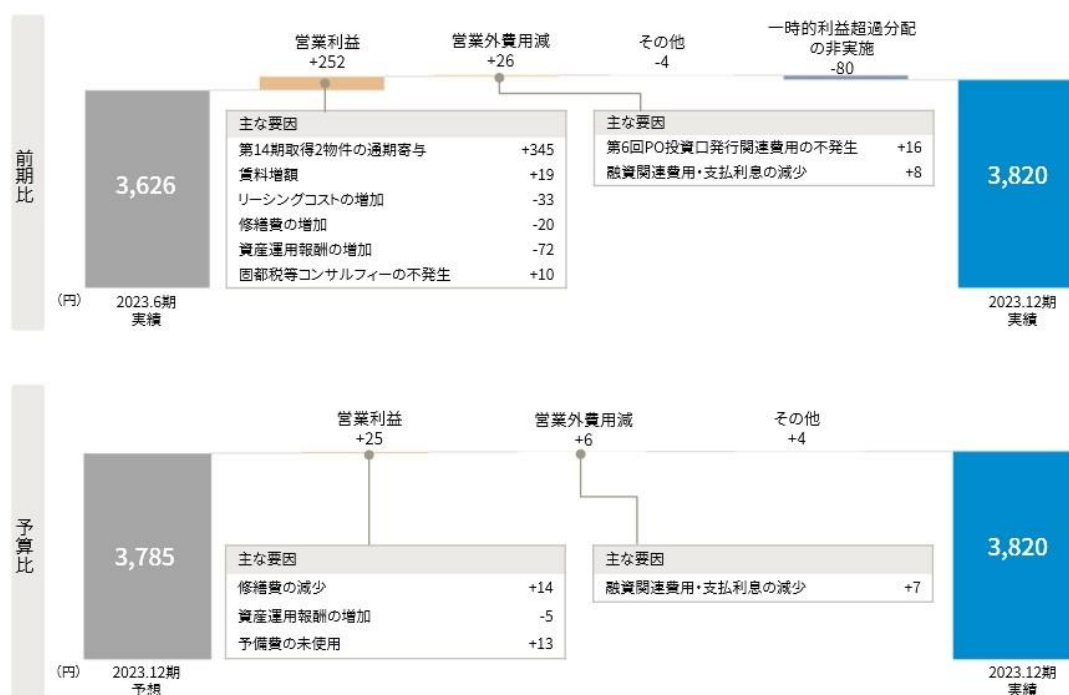 前期比
営業利益
+252
営業外費用減
+26
その他
-4
一時的利益超過分配
の非実施
-80
3,626
主な要因
第14期取得2物件の通期寄与 +345
賃料増額 +19
リーシングコストの増加 -33
修繕費の増加 -20
資産運用報酬の増加 -72
固都税等コンサルフィーの不発生 +10
主な要因
第6回PO投資口発行関連費用の不発生 +16
融資関連費用・支払利息の減少 +8
3,820
(円)
2023.6期
実績
2023.12期
実績
予算比
営業利益
+25
営業外費用減
+6
その他
+4
3,785
主な要因
修繕費の減少 +14
資産運用報酬の増加 -5
予備費の未使用 +13
主な要因
融資関連費用・支払利息の減少 +7
3,820
(円)
2023.12期
予想
2023.12期
実績